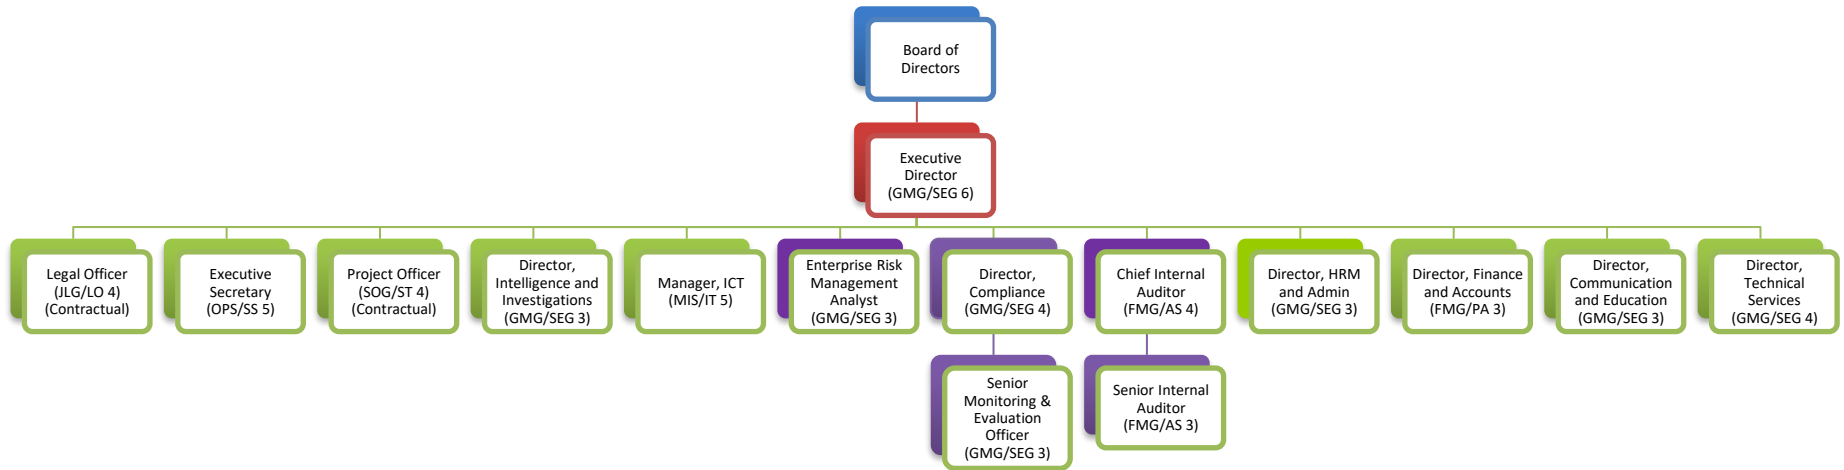 Board of
Directors
Executive
Director
(GMG/SEG 6)
Legal Officer
(JLG/LO 4)
(Contractual)
Executive
Secretary
(OPS/SS 5)
Project Officer
(SOG/ST 4)
(Contractual)
Director,
Intelligence and
Investigations
(GMG/SEG 3)
Manager, ICT
(MIS/IT 5)
Enterprise Risk
Management
Analyst
(GMG/SEG 3)
Director,
Compliance
(GMG/SEG 4)
Chief Internal
Auditor
(FMG/AS 4)
Director, HRM
and Admin
(GMG/SEG 3)
Director, Finance
and Accounts
(FMG/PA 3)
Director,
Communication
and Education
(GMG/SEG 3)
Director,
Technical
Services
(GMG/SEG 4)
Senior
Monitoring &
Evaluation
Officer
(GMG/SEG 3)
Senior Internal
Auditor
(FMG/AS 3)